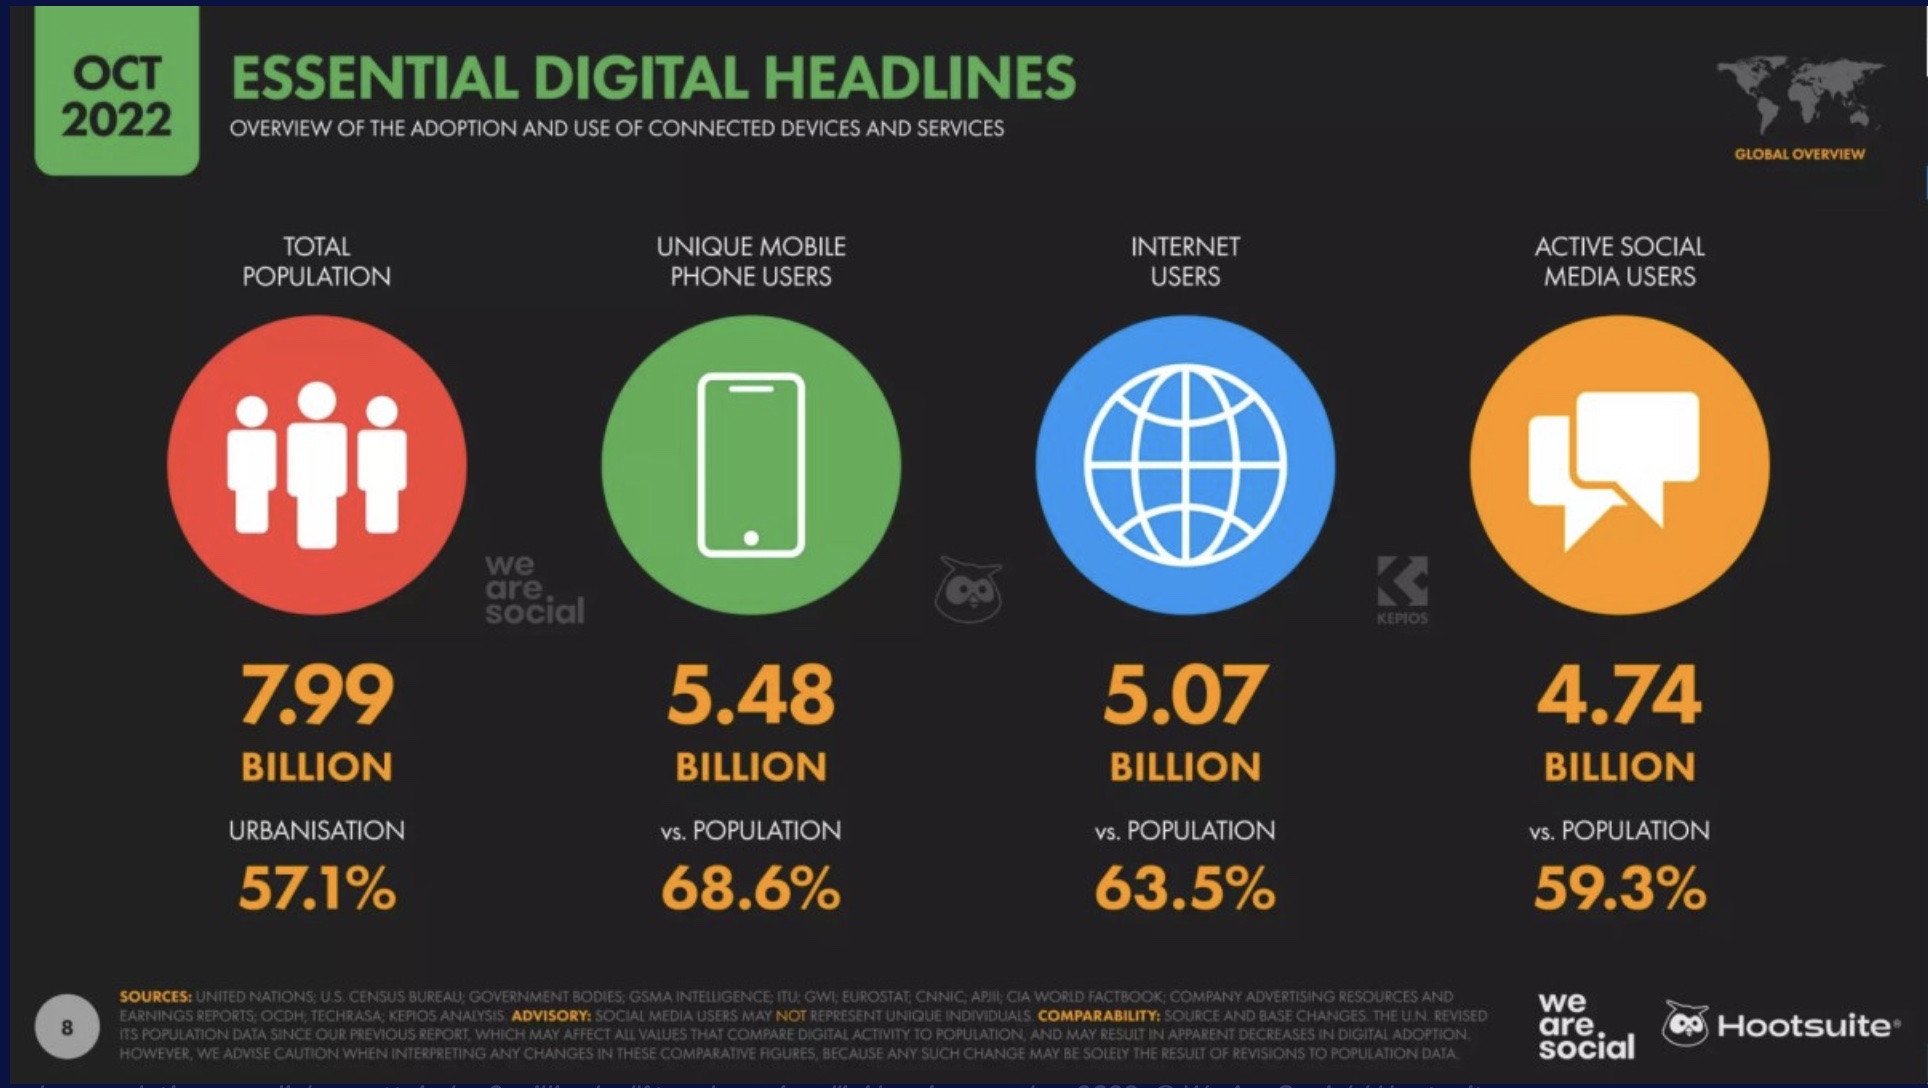 OCT
2022
ESSENTIAL DIGITAL HEADLINES
OVERVIEW OF THE ADOPTION AND USE OF CONNECTED DEVICES AND SERVICES
GLOBAL OVERVIEW
TOTAL
POPULATION
7.99
BILLION
URBANISATION
57.1%
UNIQUE MOBILE
PHONE USERS
5.48
BILLION
vs. POPULATION
68.6%
INTERNET
USERS
5.07
BILLION
vs. POPULATION
63.5%
ACTIVE SOCIAL
MEDIA USERS
4.74
BILLION
vs. POPULATION
59.3%
we
are.
social
KEPIOS
8
SOURCES: UNITED NATIONS; U.S. CENSUS BUREAU; GOVERNMENT BODIES; GSMA INTELLIGENCE; ITU; GWI; EUROSTAT; CNNIC; APJII; CIA WORLD FACTBOOK; COMPANY ADVERTISING RESOURCES AND
EARNINGS REPORTS; OCDH; TECHRASA; KEPIOS ANALYSIS. ADVISORY: SOCIAL MEDIA USERS MAY NOT REPRESENT UNIQUE INDIVIDUALS. COMPARABILITY: SOURCE AND BASE CHANGES. THE U.N. REVISED
ITS POPULATION DATA SINCE OUR PREVIOUS REPORT, WHICH MAY AFFECT ALL VALUES THAT COMPARE DIGITAL ACTIVITY TO POPULATION, AND MAY RESULT IN APPARENT DECREASES IN DIGITAL ADOPTION.
HOWEVER, WE ADVISE CAUTION WHEN INTERPRETING ANY CHANGES IN THESE COMPARATIVE FIGURES, BECAUSE ANY SUCH CHANGE MAY BE SOLELY THE RESULT OF REVISIONS TO POPULATION DATA.
we
are.
social
Hootsuite®